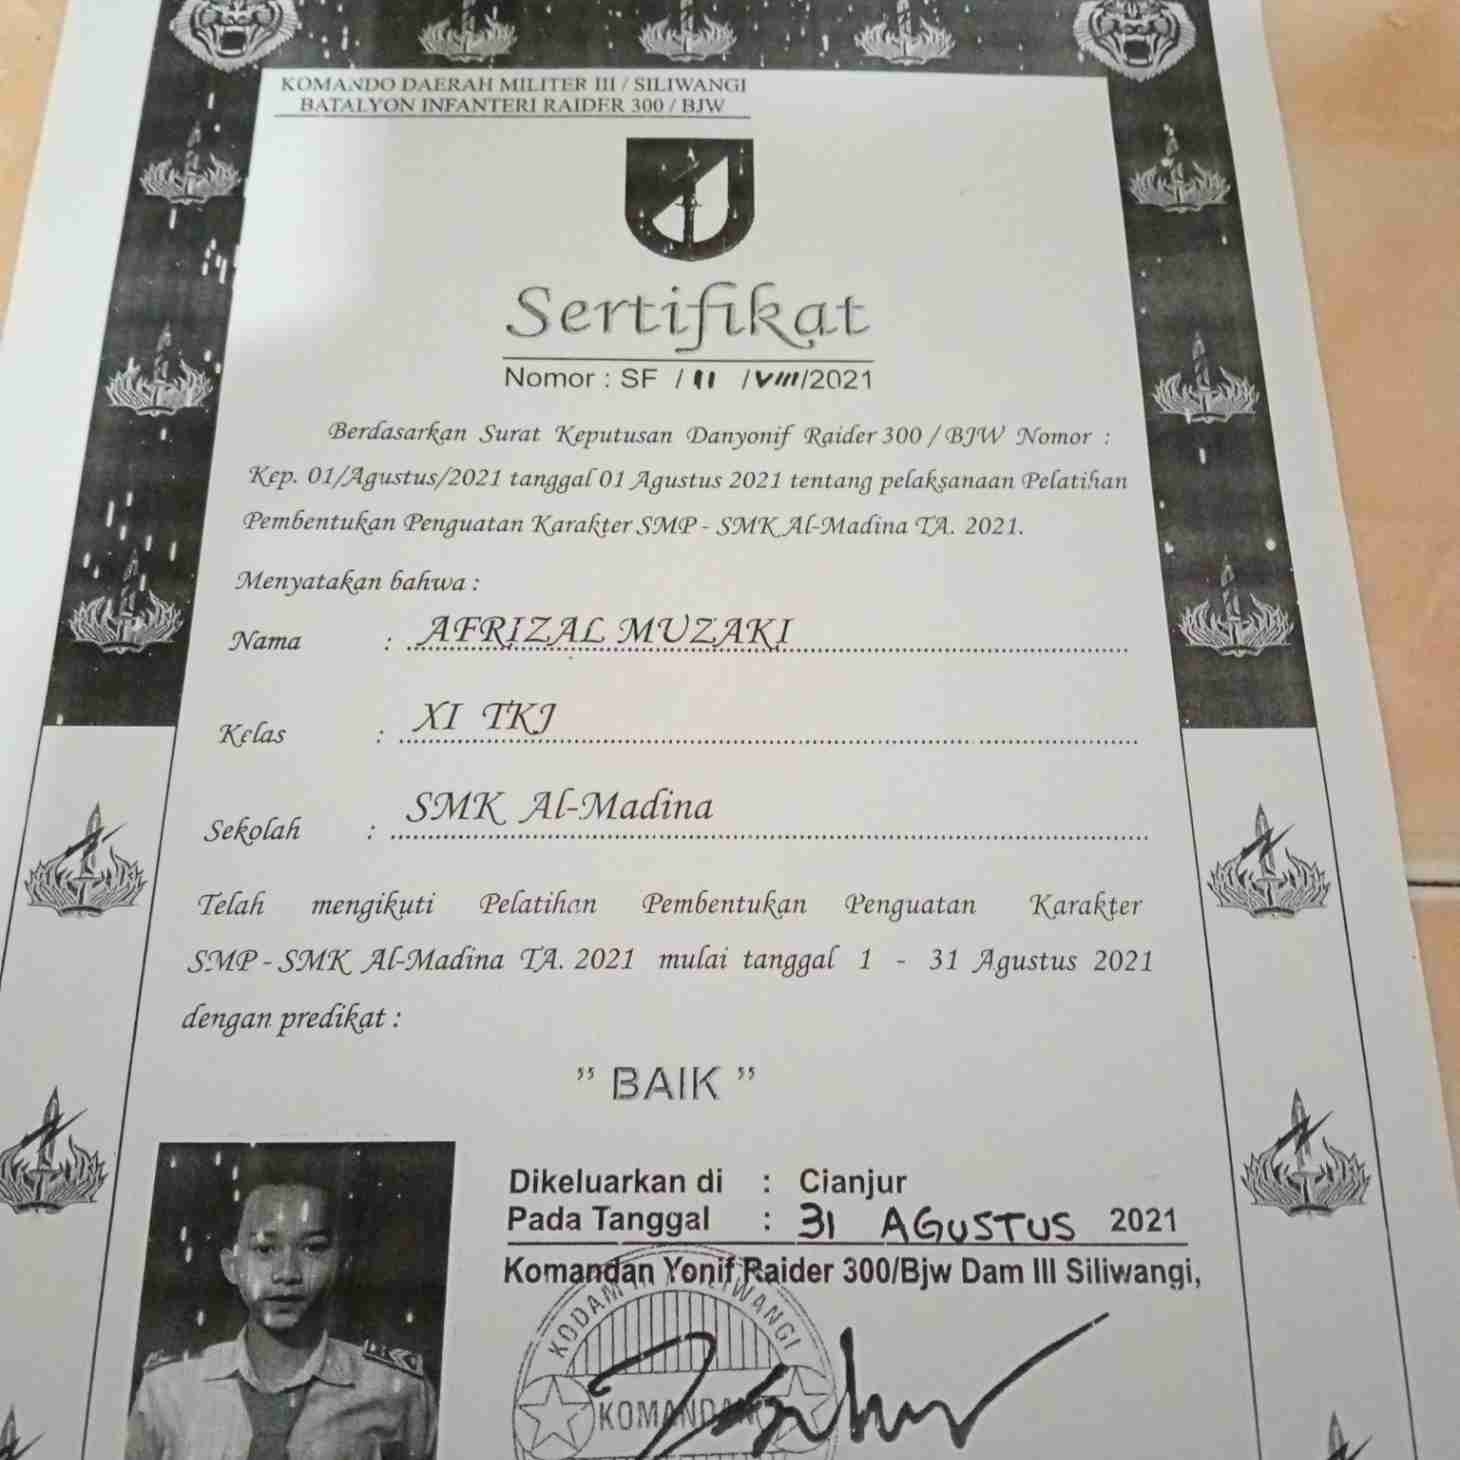 KOMANDO DAERAH MILITER III / SILIWANGI
BATALYON INFANTERI RAIDER 300 / BJW
Sertifikat
Nomor : SF / 11 / VIII/2021
Berdasarkan Surat Keputusan Danyonif Raider 300 / BJW Nomor :
Kep. 01/Agustus/2021 tanggal 01 Agustus 2021 tentang pelaksanaan Pelatihan
Pembentukan Penguatan Karakter SMP - SMK Al-Madina TA. 2021.
Menyatakan bahwa :
Nama : AFRIZAL MUZAKI
Kelas : XI TKJ
Sekolah : SMK Al-Madina
Telah mengikuti Pelatihan Pembentukan Penguatan Karakter
SMP - SMK Al-Madina TA. 2021 mulai tanggal 1 - 31 Agustus 2021
dengan predikat :
" BAIK "
Dikeluarkan di : Cianjur
Pada Tanggal : 31 AGUSTUS 2021
Komandan Yonif Raider 300/Bjw Dam III Siliwangi,
KODAM III / SILIWANGI
KOMANDAN